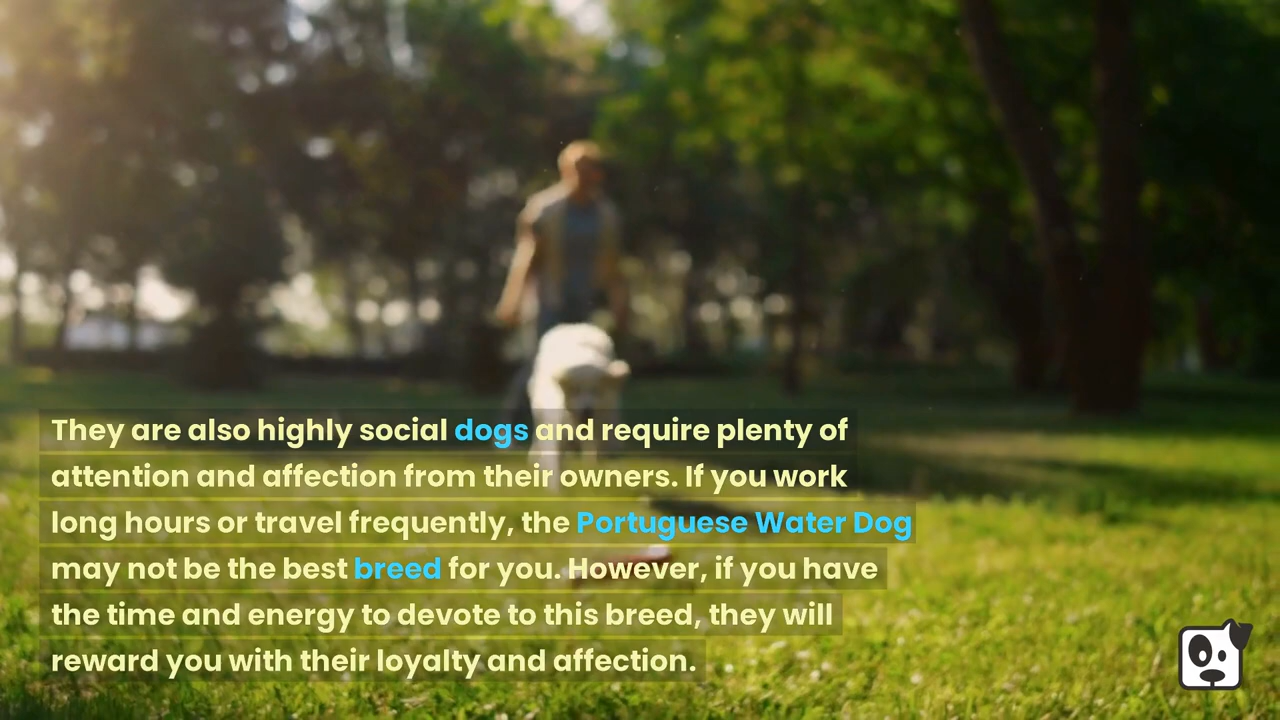 They are also highly social dogs and require plenty of
attention and affection from their owners. If you work
long hours or travel frequently, the Portuguese Water Dog
may not be the best breed for you. However, if you have
the time and energy to devote to this breed, they will
reward you with their loyalty and affection.